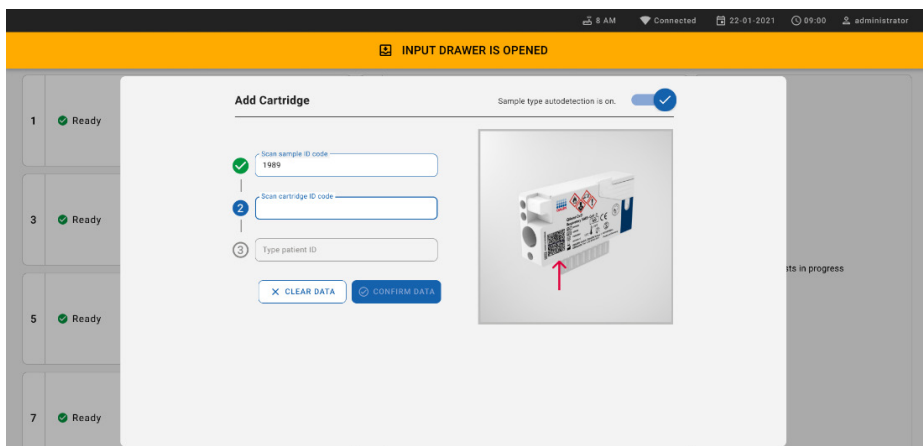 8 AM Connected 22-01-2021 09:00 administrator
INPUT DRAWER IS OPENED
Add Cartridge
Sample type autodetection is on.
1 Ready
Scan sample ID code
1989
Scan cartridge ID code
2
3 Ready
3 Type patient ID
sts in progress
CLEAR DATA CONFIRM DATA
5 Ready
7 Ready